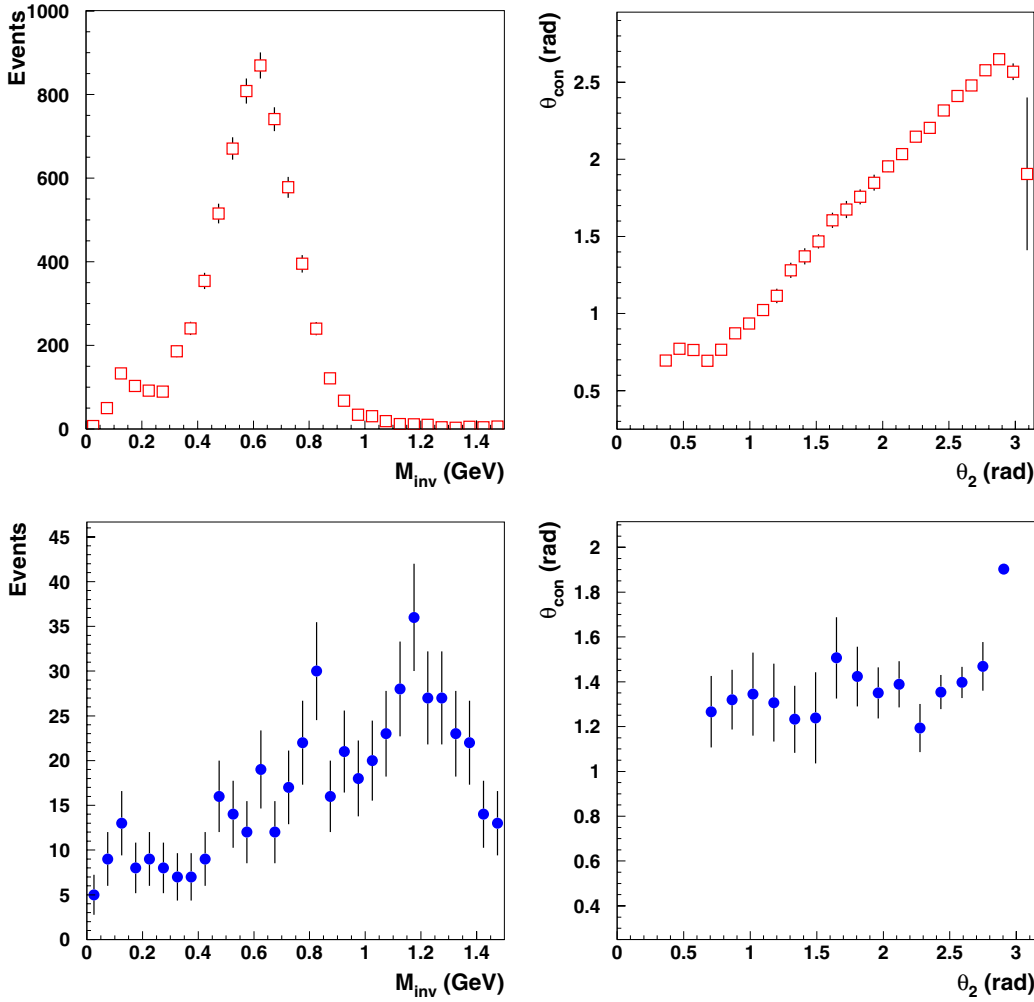 Events
1000
800
600
400
200
0
0 0.2 0.4 0.6 0.8 1 1.2 1.4
M_inv (GeV)
θ_con (rad)
2.5
2
1.5
1
0.5
0 0.5 1 1.5 2 2.5 3
θ_2 (rad)
Events
45
40
35
30
25
20
15
10
5
0
0 0.2 0.4 0.6 0.8 1 1.2 1.4
M_inv (GeV)
θ_con (rad)
2
1.8
1.6
1.4
1.2
1
0.8
0.6
0.4
0 0.5 1 1.5 2 2.5 3
θ_2 (rad)